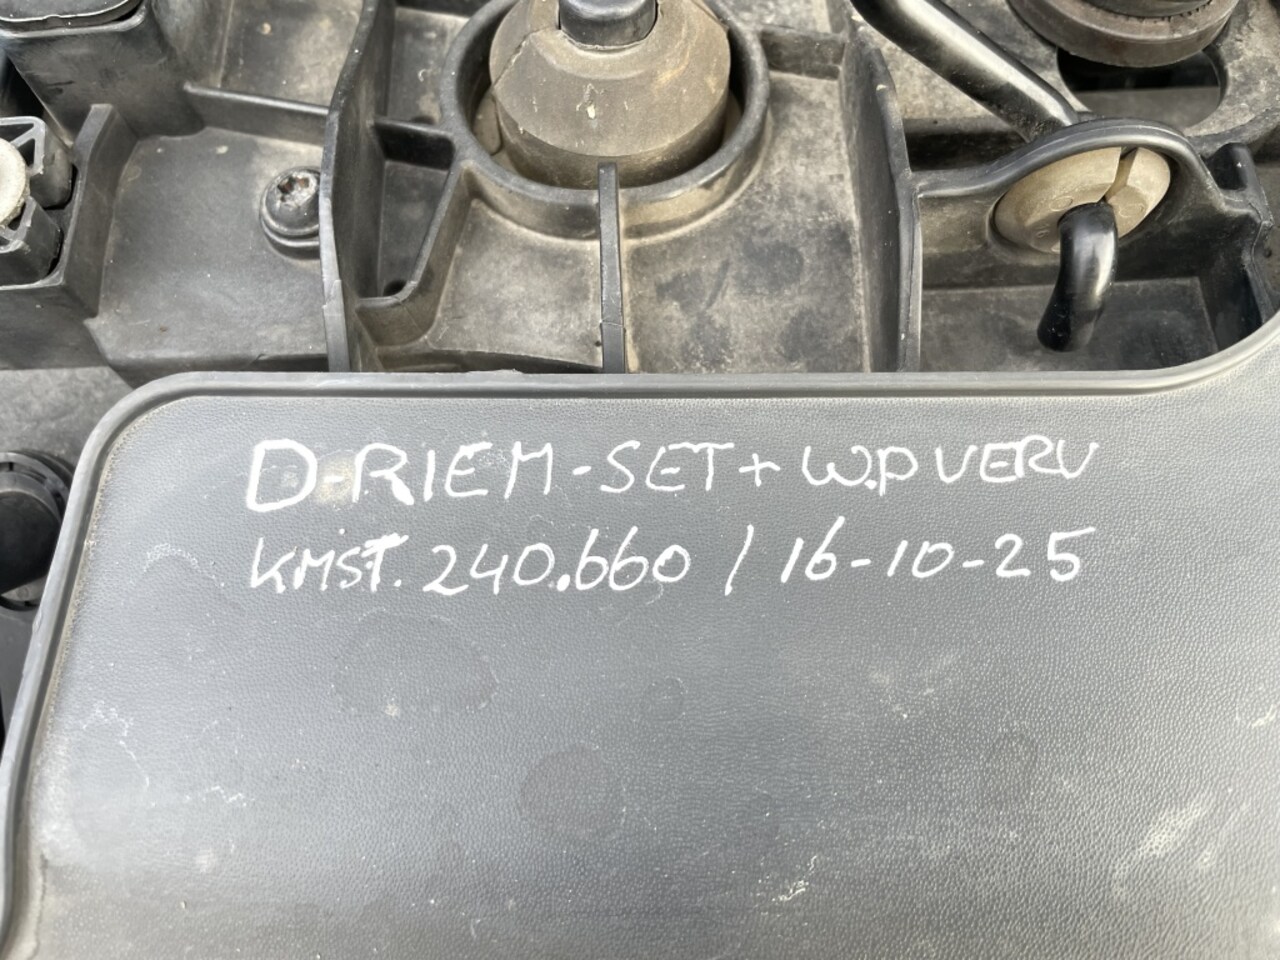 D-RIEM-SET + W.P VERV
KMST. 240.660 / 16-10-25